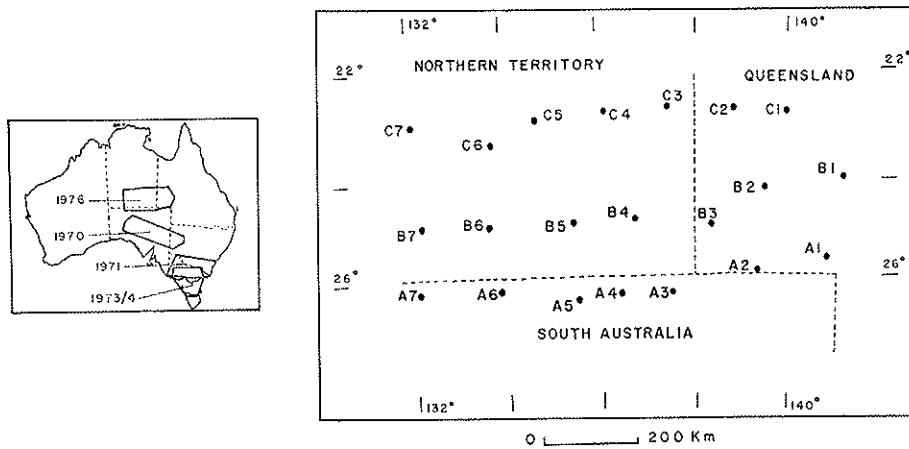 1976
1970
1971
1973/4
132° 140°
22° 22°
NORTHERN TERRITORY QUEENSLAND
C7 C6 C5 C4 C3 C2 C1
B7 B6 B5 B4 B3 B2 B1
A7 A6 A5 A4 A3 A2 A1
26° 26°
SOUTH AUSTRALIA
132° 140°
0 200 Km